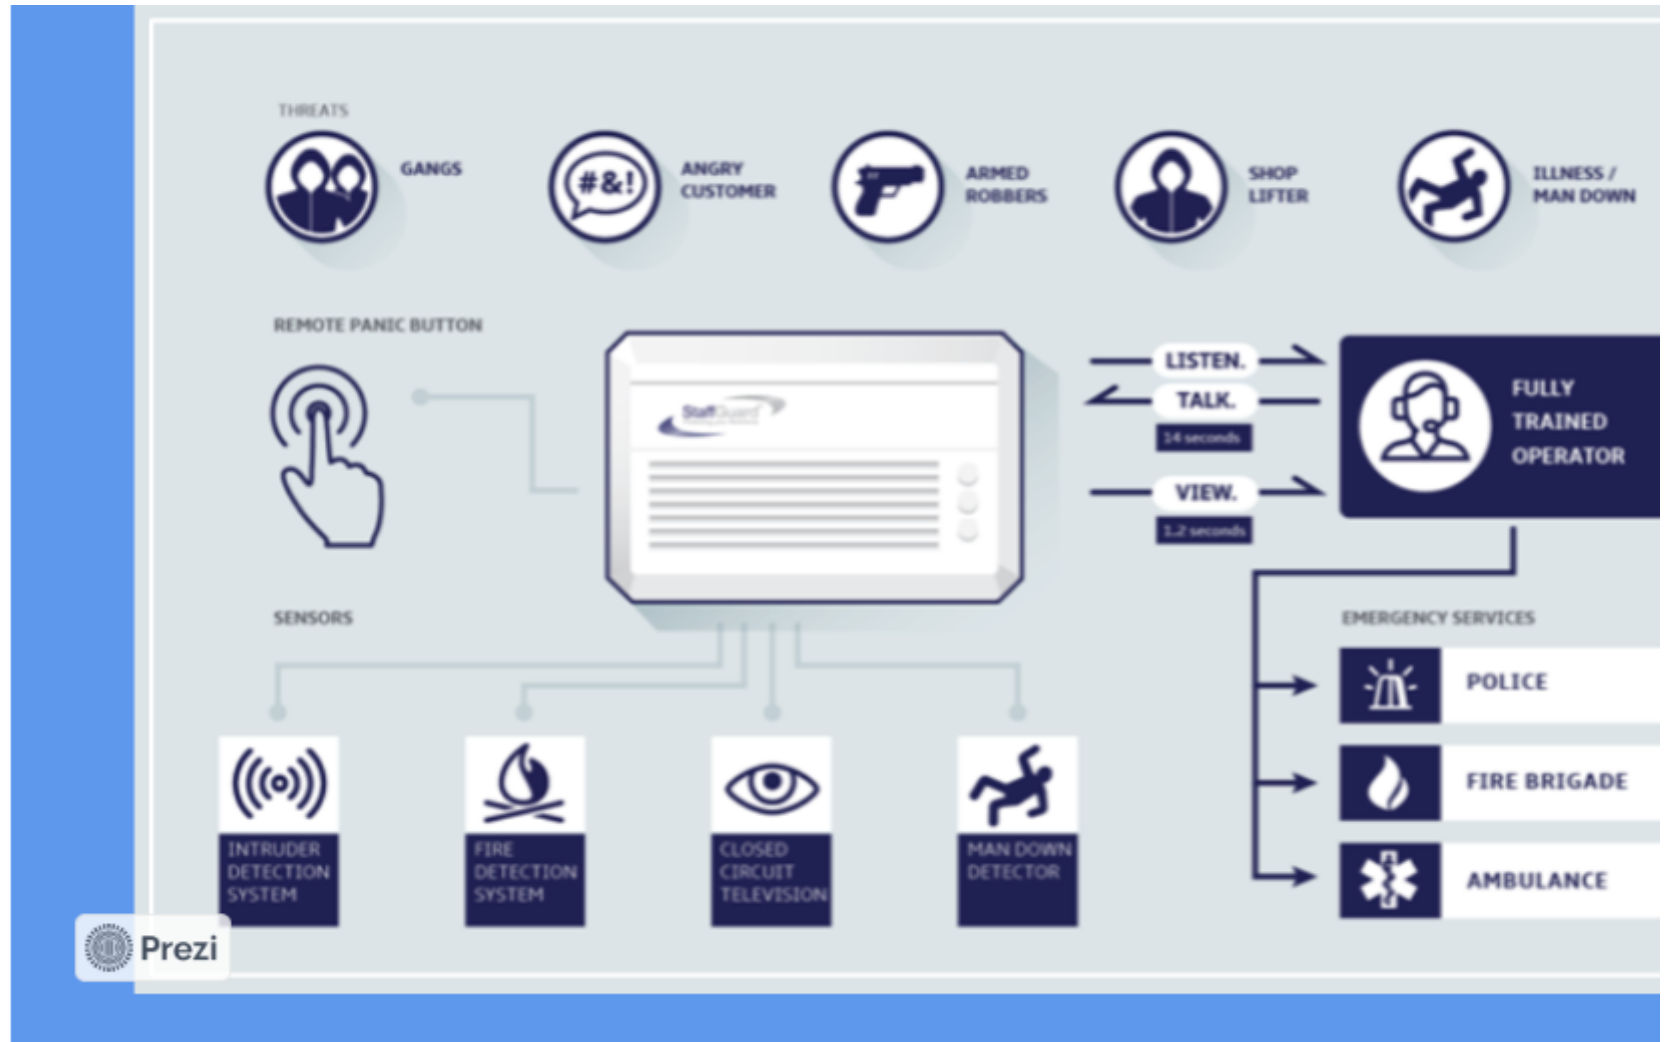 THREATS
GANGS
#&!
ANGRY
CUSTOMER
ARMED
ROBBERS
SHOP
LIFTER
ILLNESS /
MAN DOWN
REMOTE PANIC BUTTON
StaffGuard
LISTEN.
TALK.
14 seconds
VIEW.
1.2 seconds
FULLY
TRAINED
OPERATOR
SENSORS
INTRUDER
DETECTION
SYSTEM
FIRE
DETECTION
SYSTEM
CLOSED
CIRCUIT
TELEVISION
MAN DOWN
DETECTOR
EMERGENCY SERVICES
POLICE
FIRE BRIGADE
AMBULANCE
Prezi